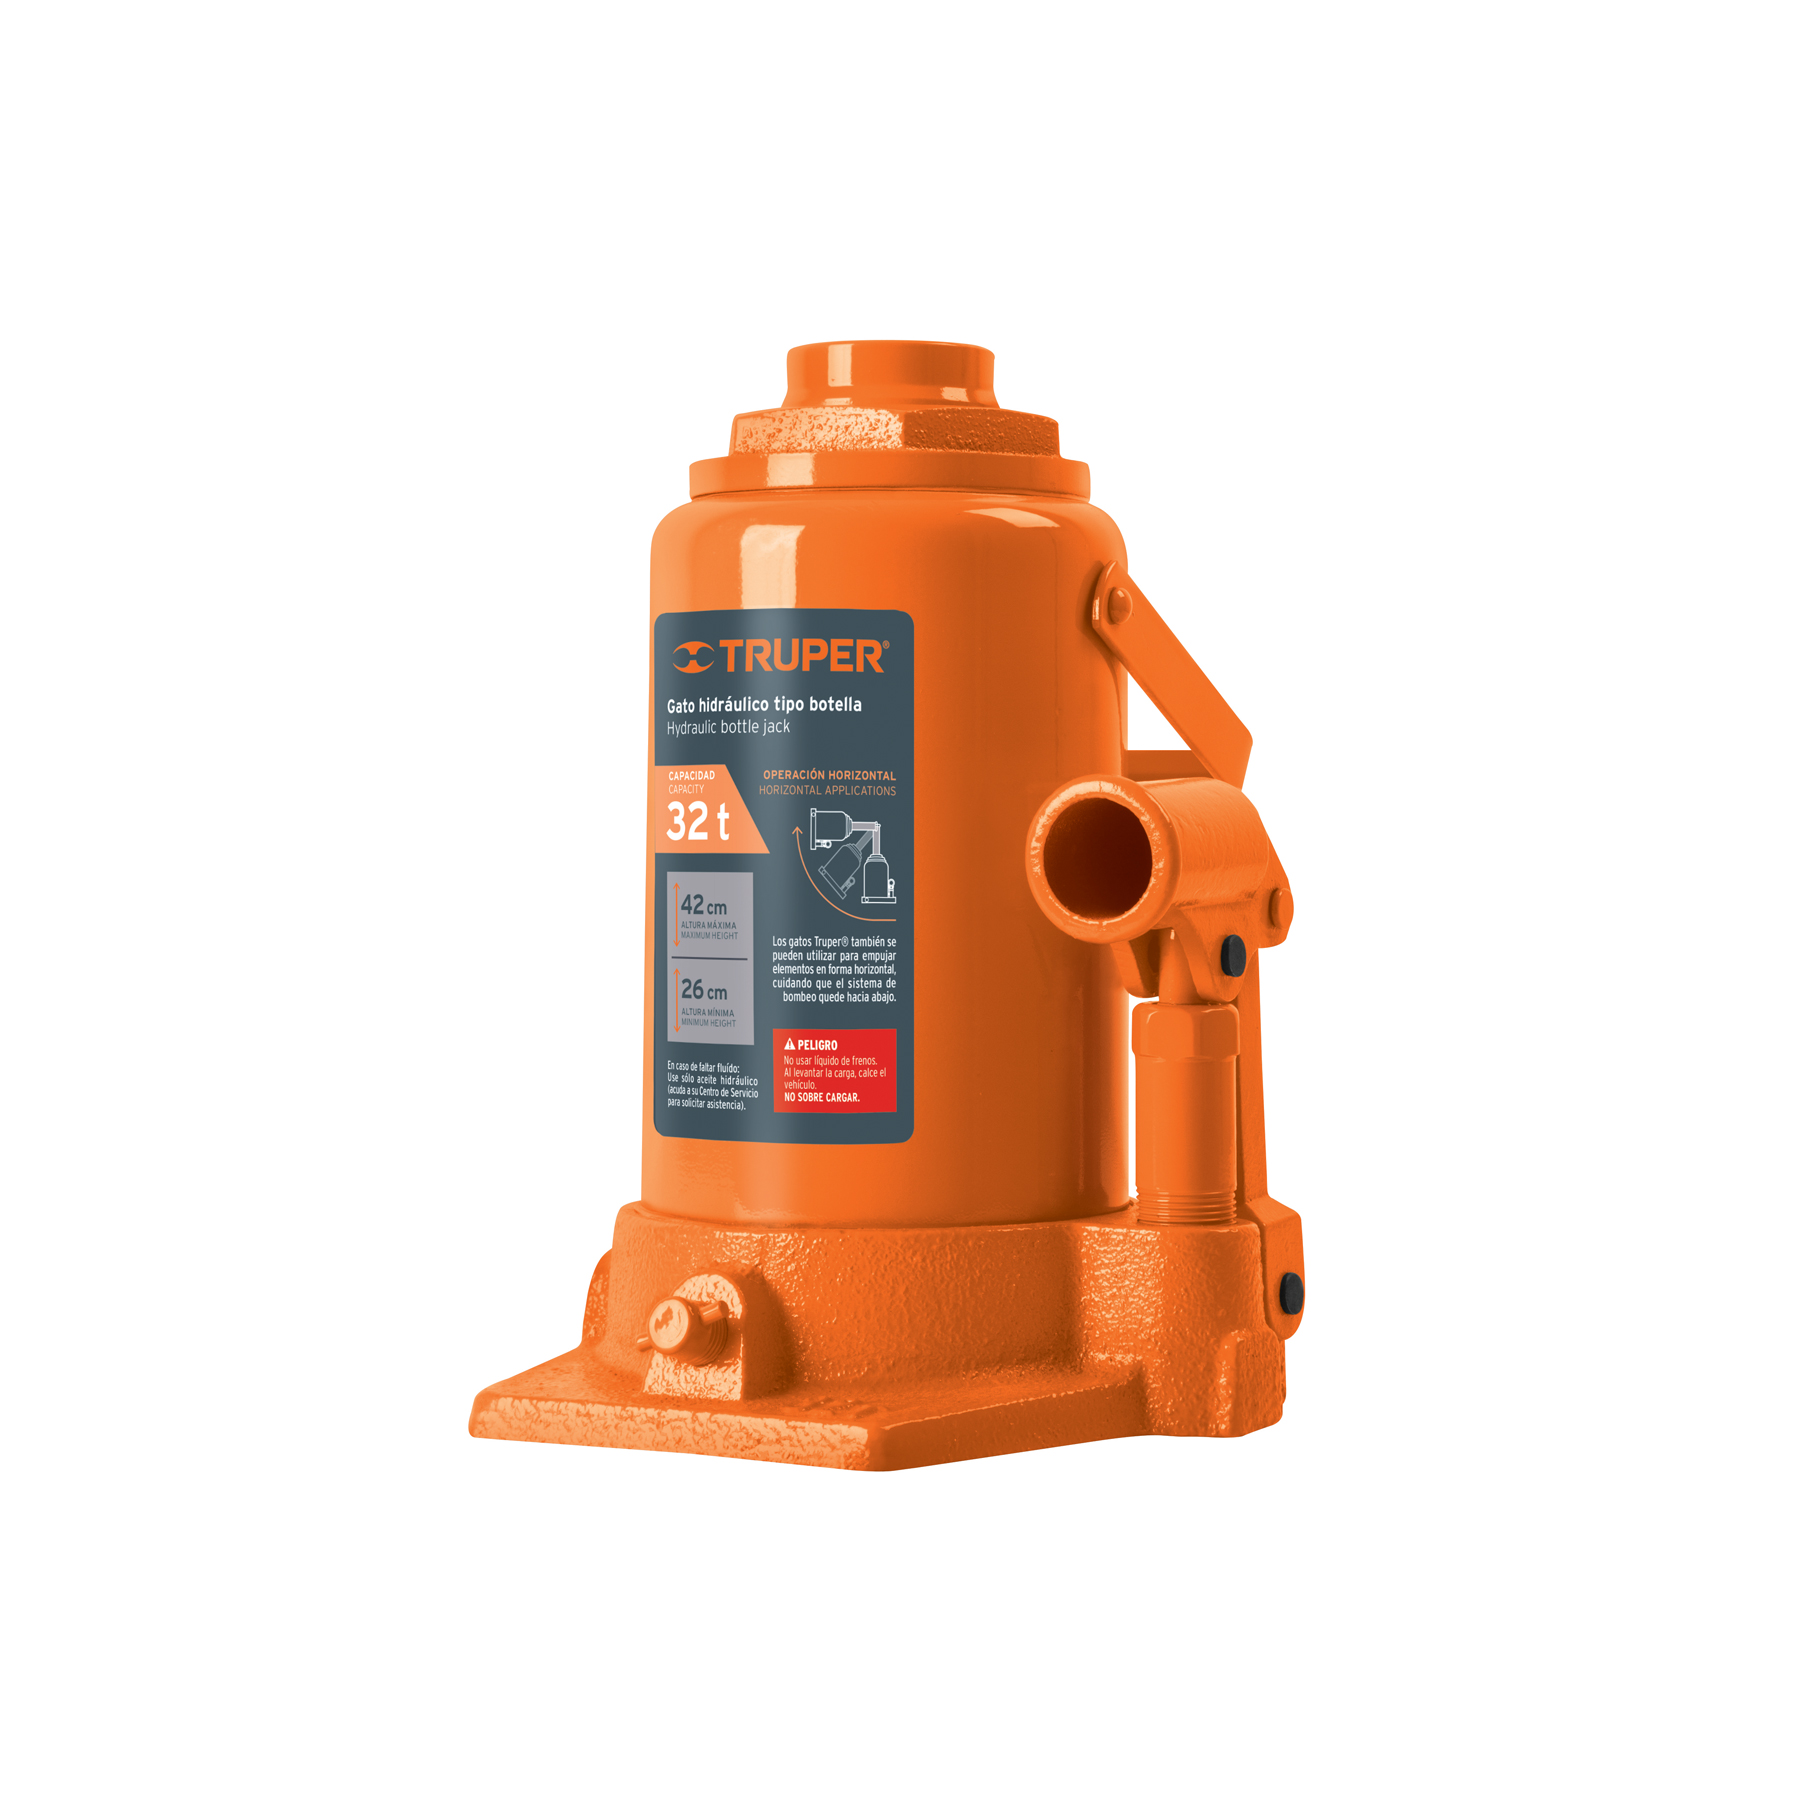 TRUPER®
Gato hidráulico tipo botella
Hydraulic bottle jack
CAPACIDAD
CAPACITY
32 t
OPERACIÓN HORIZONTAL
HORIZONTAL APPLICATIONS
42 cm
ALTURA MÁXIMA
MAXIMUM HEIGHT
26 cm
ALTURA MÍNIMA
MINIMUM HEIGHT
Los gatos Truper® también se
pueden utilizar para empujar
elementos en forma horizontal,
cuidando que el sistema de
bombeo quede hacia abajo.
En caso de faltar fluído:
Use sólo aceite hidráulico
(acuda a su Centro de Servicio
para solicitar asistencia).
PELIGRO
No usar líquido de frenos.
Al levantar la carga, calce el
vehículo.
NO SOBRE CARGAR.